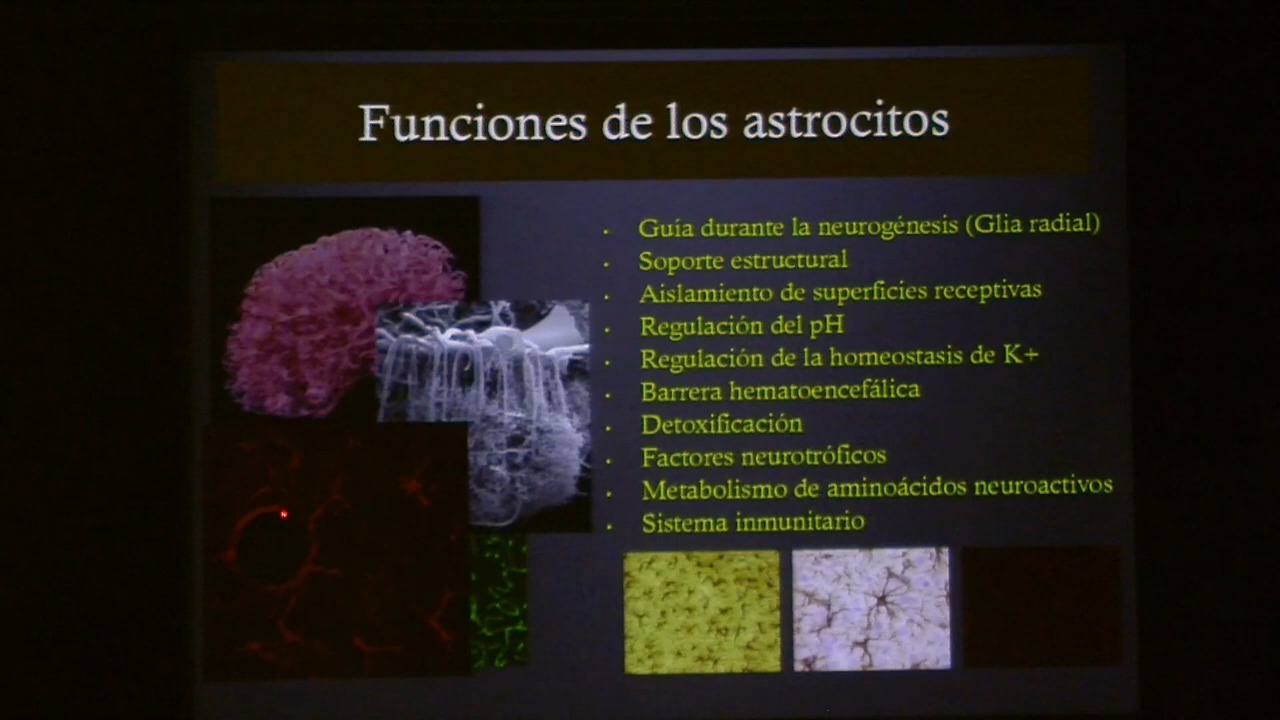 Funciones de los astrocitos
Guía durante la neurogénesis (Glia radial)
Soporte estructural
Aislamiento de superficies receptivas
Regulación del pH
Regulación de la homeostasis de K+
Barrera hematoencefálica
Detoxificación
Factores neurotróficos
Metabolismo de aminoácidos neuroactivos
Sistema inmunitario